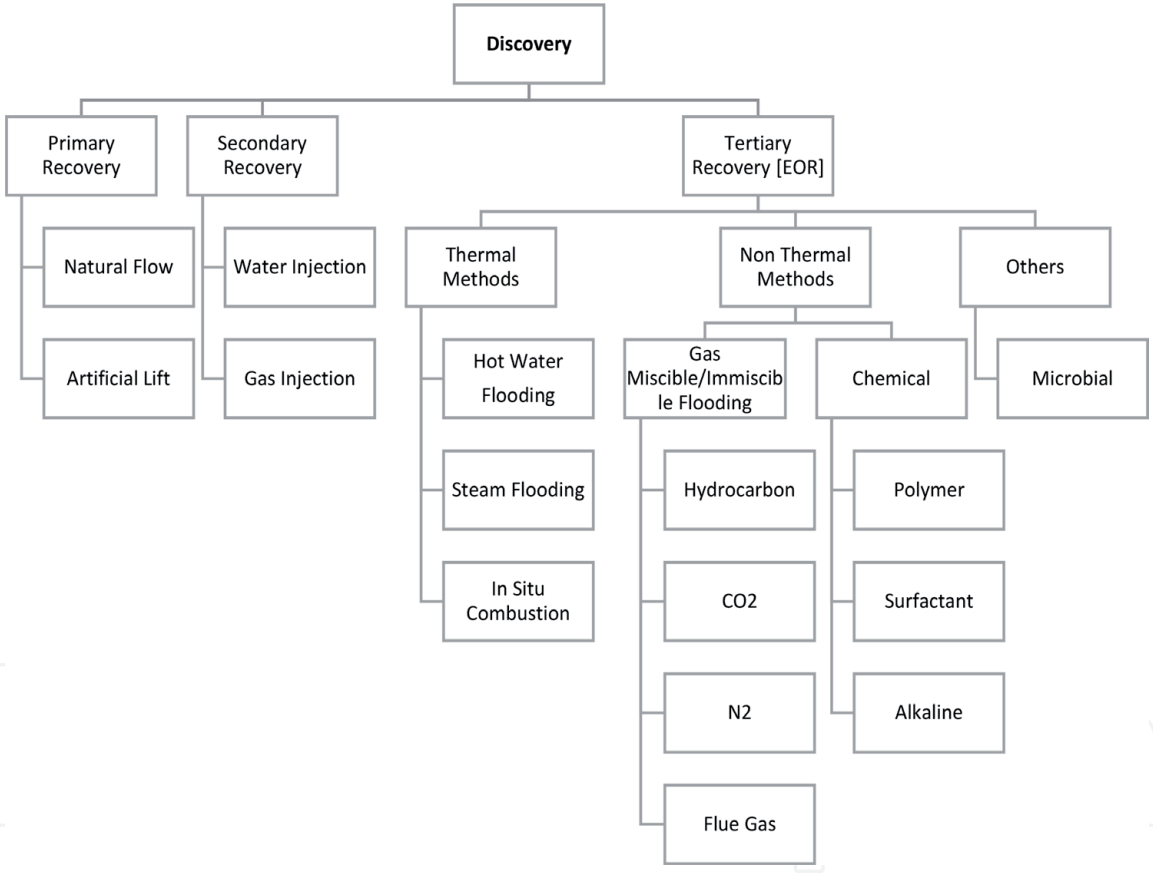 Discovery
Primary
Recovery
Secondary
Recovery
Tertiary
Recovery [EOR]
Natural Flow
Artificial Lift
Water Injection
Gas Injection
Thermal
Methods
Hot Water
Flooding
Steam Flooding
In Situ
Combustion
Non Thermal
Methods
Gas
Miscible/Immiscib
le Flooding
Hydrocarbon
CO2
N2
Flue Gas
Chemical
Polymer
Surfactant
Alkaline
Others
Microbial